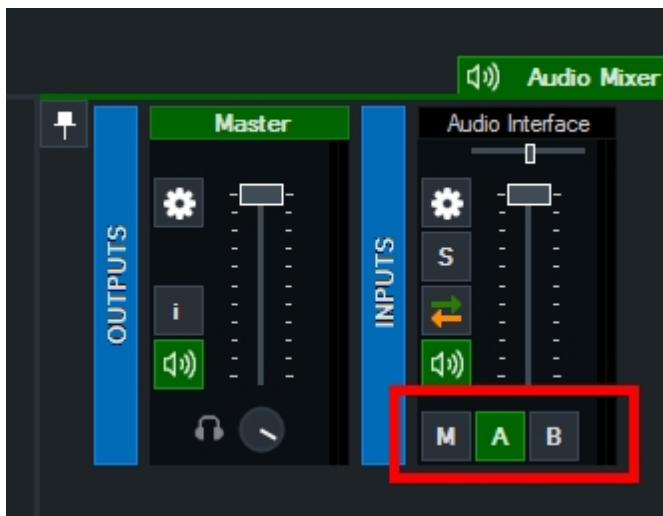 Audio Mixer
OUTPUTS
Master
i
INPUTS
Audio Interface
S
M A B